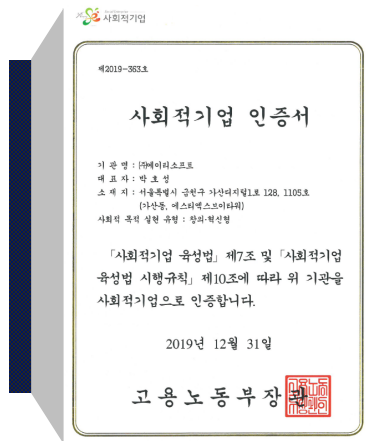 사회적기업
제2019-363호
사회적기업 인증서
기 관 명 : ㈜에이티소프트
대 표 자 : 박 호 성
소 재 지 : 서울특별시 금천구 가산디지털1로 128, 1105호
(가산동, 에스티엑스브이타워)
사회적 목적 실현 유형 : 창의·혁신형
「사회적기업 육성법」 제7조 및 「사회적기업
육성법 시행규칙」 제10조에 따라 위 기관을
사회적기업으로 인증합니다.
2019년 12월 31일
고용노동부장관